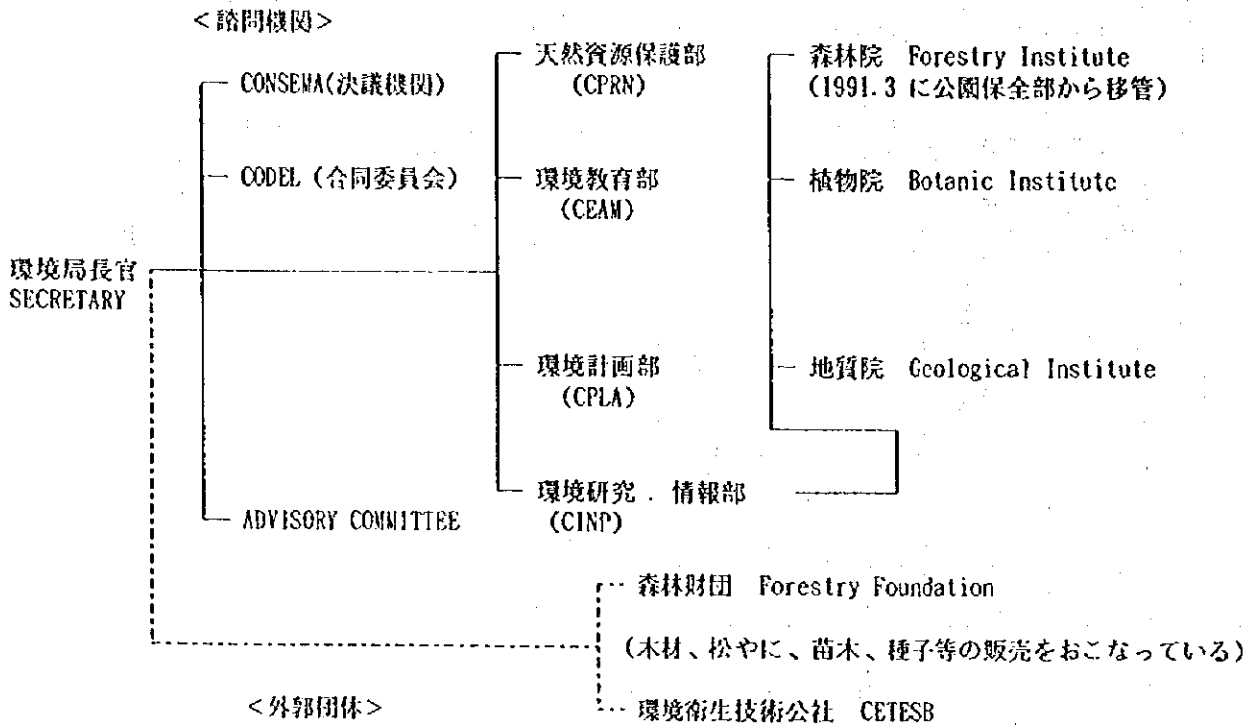 <諮問機関>
CONSEMA(決議機関)
CODEL (合同委員会)
環境局長官
SECRETARY
ADVISORY COMMITTEE
天然資源保護部
(CPRN)
環境教育部
(CEAM)
環境計画部
(CPLA)
環境研究．情報部
(CINP)
森林院 Forestry Institute
(1991.3 に公園保全部から移管)
植物院 Botanic Institute
地質院 Geological Institute
森林財団 Forestry Foundation
(木材、松やに、苗木、種子等の販売をおこなっている)
環境衛生技術公社 CETESB
<外郭団体>